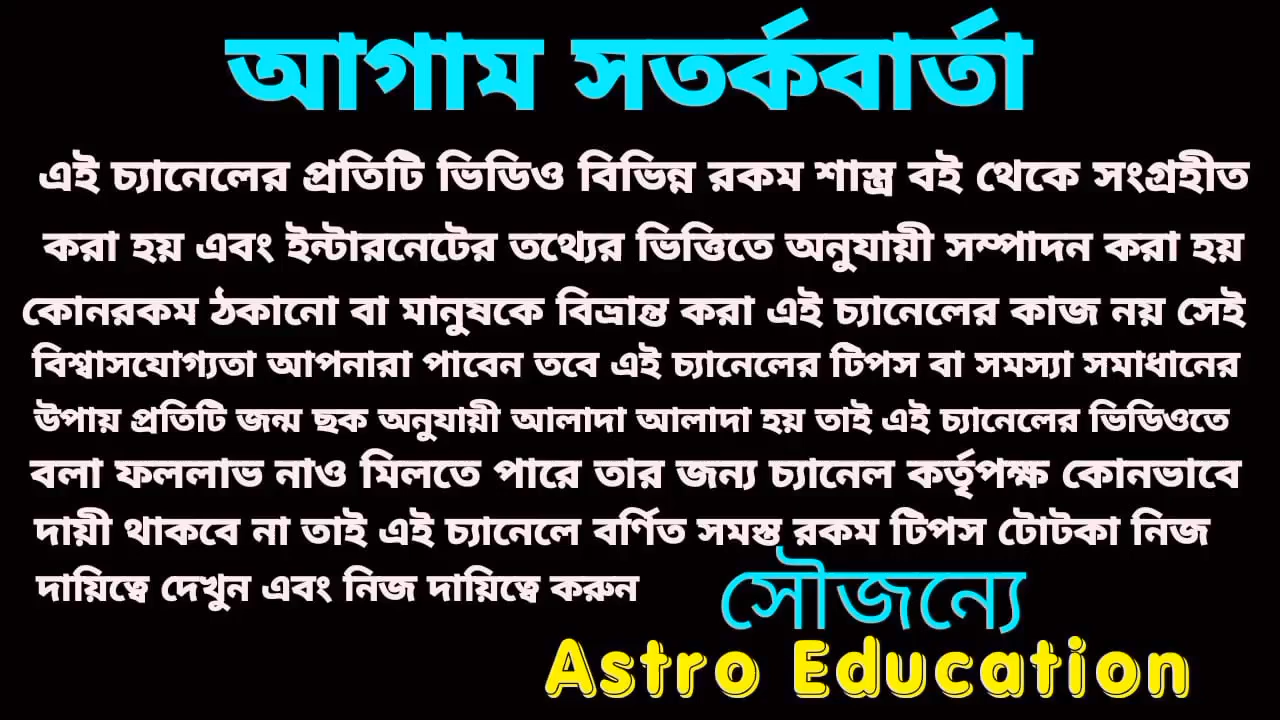 আগাম সতর্কবার্তা
এই চ্যানেলের প্রতিটি ভিডিও বিভিন্ন রকম শাস্ত্র বই থেকে সংগ্রহীত
করা হয় এবং ইন্টারনেটের তথ্যের ভিত্তিতে অনুযায়ী সম্পাদন করা হয়
কোনরকম ঠকানো বা মানুষকে বিভ্রান্ত করা এই চ্যানেলের কাজ নয় সেই
বিশ্বাসযোগ্যতা আপনারা পাবেন তবে এই চ্যানেলের টিপস বা সমস্যা সমাধানের
উপায় প্রতিটি জন্ম ছক অনুযায়ী আলাদা আলাদা হয় তাই এই চ্যানেলের ভিডিওতে
বলা ফললাভ নাও মিলতে পারে তার জন্য চ্যানেল কর্তৃপক্ষ কোনভাবে
দায়ী থাকবে না তাই এই চ্যানেলে বর্ণিত সমস্ত রকম টিপস টোটকা নিজ
দায়িত্বে দেখুন এবং নিজ দায়িত্বে করুন
সৌজন্যে
Astro Education